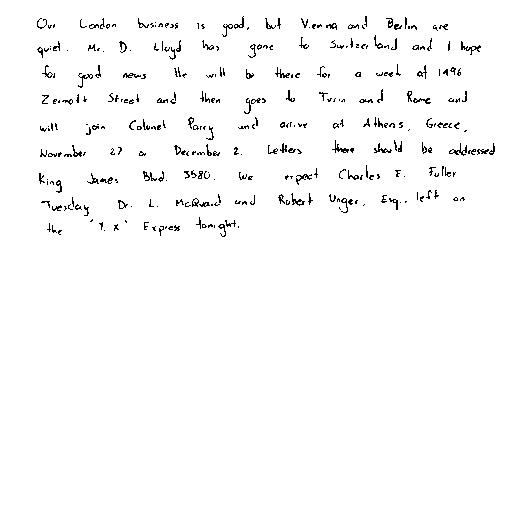 Our London business is good, but Vienna and Berlin are
quiet. Mr. D. Lloyd has gone to Switzerland and I hope
for good news. He will be there for a week at 1496
Zermott Street and then goes to Turin and Rome and
will join Colonel Parry and arrive at Athens, Greece,
November 27 or December 2. Letters there should be addressed
King James Blvd. 3580. We expect Charles E. Fuller
Tuesday. Dr. L. McQuaid and Robert Unger, Esq., left on
the "Y. X" Express tonight.